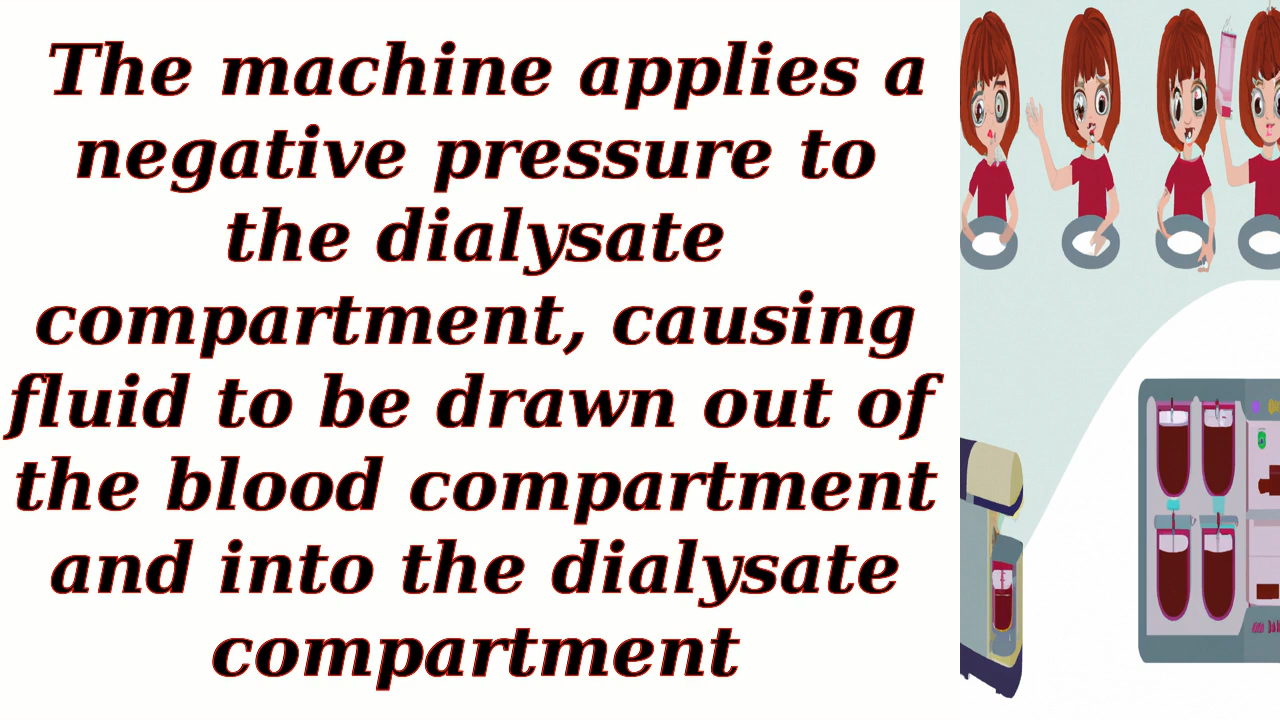 The machine applies a
negative pressure to
the dialysate
compartment, causing
fluid to be drawn out of
the blood compartment
and into the dialysate
compartment